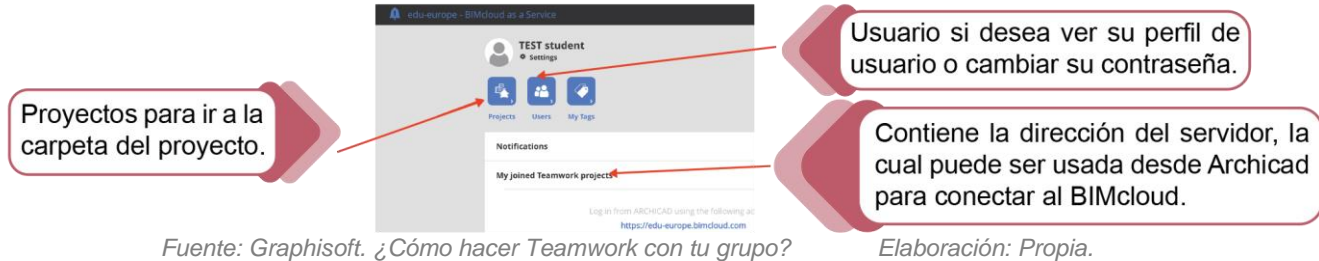 edu-europe - BIMcloud as a Service
TEST student
Settings
Projects
Users
My Tags
Notifications
My joined Teamwork projects
Log in from ARCHICAD using the following
https://edu-europe.bimcloud.com
Proyectos para ir a la
carpeta del proyecto.
Usuario si desea ver su perfil de
usuario o cambiar su contraseña.
Contiene la dirección del servidor, la
cual puede ser usada desde Archicad
para conectar al BIMcloud.
Fuente: Graphisoft. ¿Cómo hacer Teamwork con tu grupo? Elaboración: Propia.